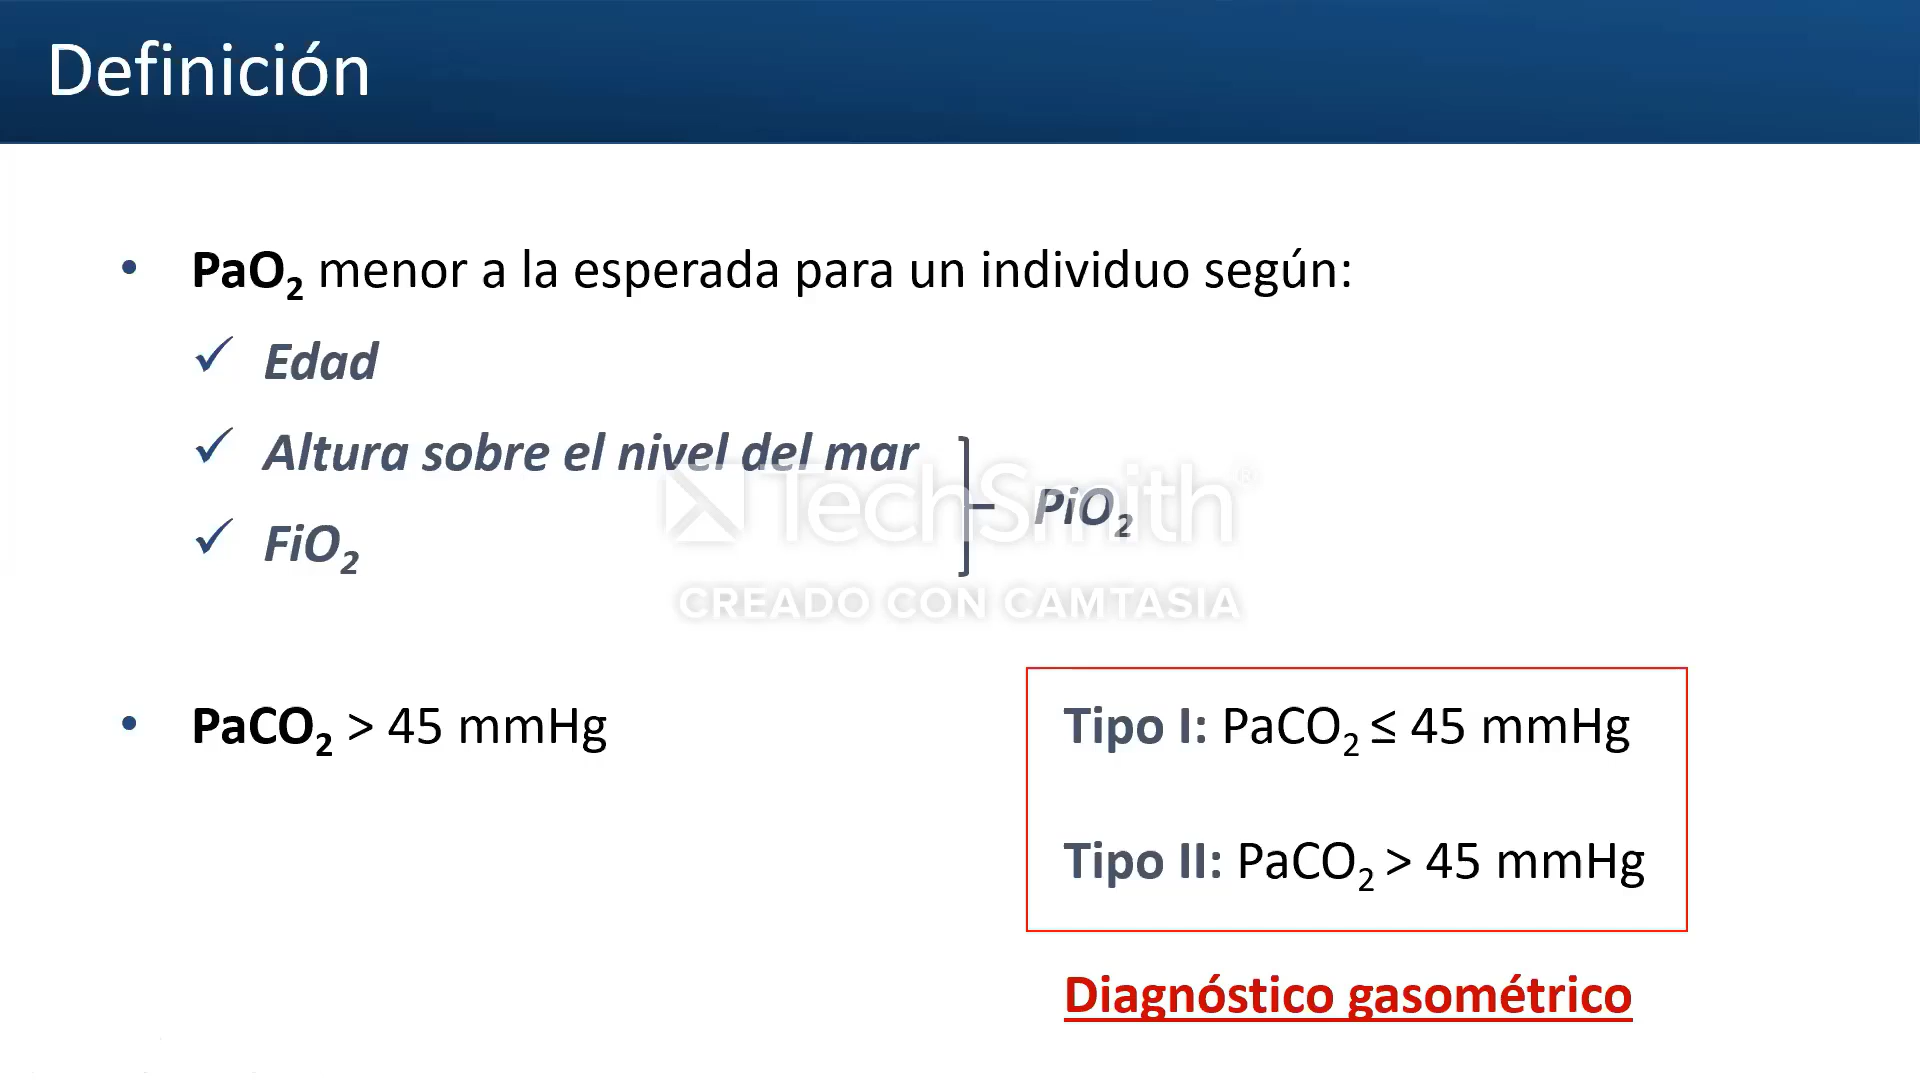 Definición
• PaO₂ menor a la esperada para un individuo según:
✓ Edad
✓ Altura sobre el nivel del mar
✓ FiO₂
PiO₂
TechSmith®
CREADO CON CAMTASIA
• PaCO₂ > 45 mmHg
Tipo I: PaCO₂ ≤ 45 mmHg
Tipo II: PaCO₂ > 45 mmHg
Diagnóstico gasométrico